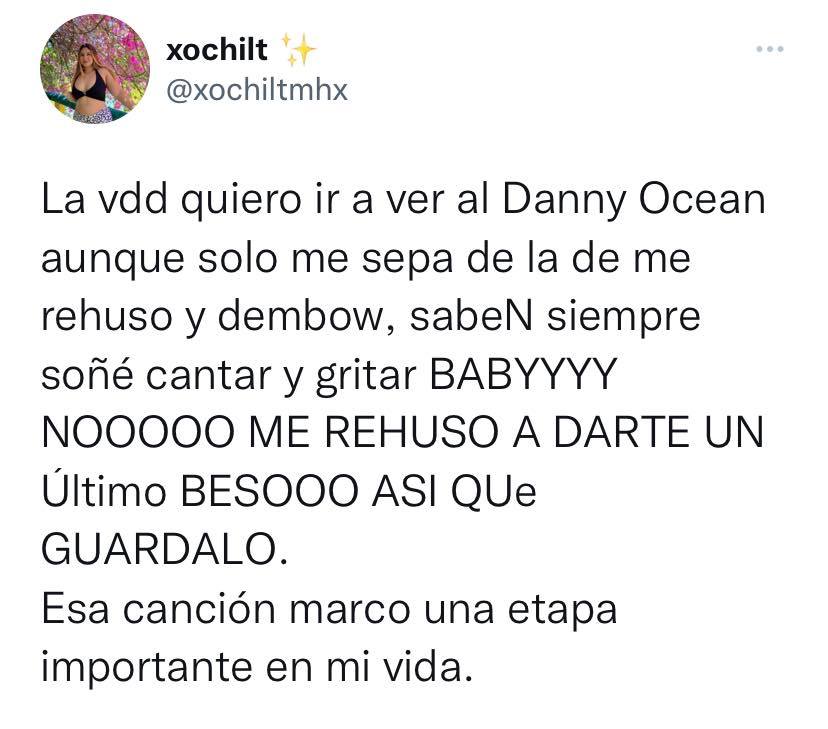 xochilt ✨
@xochiltmhx
La vdd quiero ir a ver al Danny Ocean
aunque solo me sepa de la de me
rehuso y dembow, sabeN siempre
soñé cantar y gritar BABYYYY
NOOOOO ME REHUSO A DARTE UN
Último BESOOO ASI QUe
GUARDALO.
Esa canción marco una etapa
importante en mi vida.